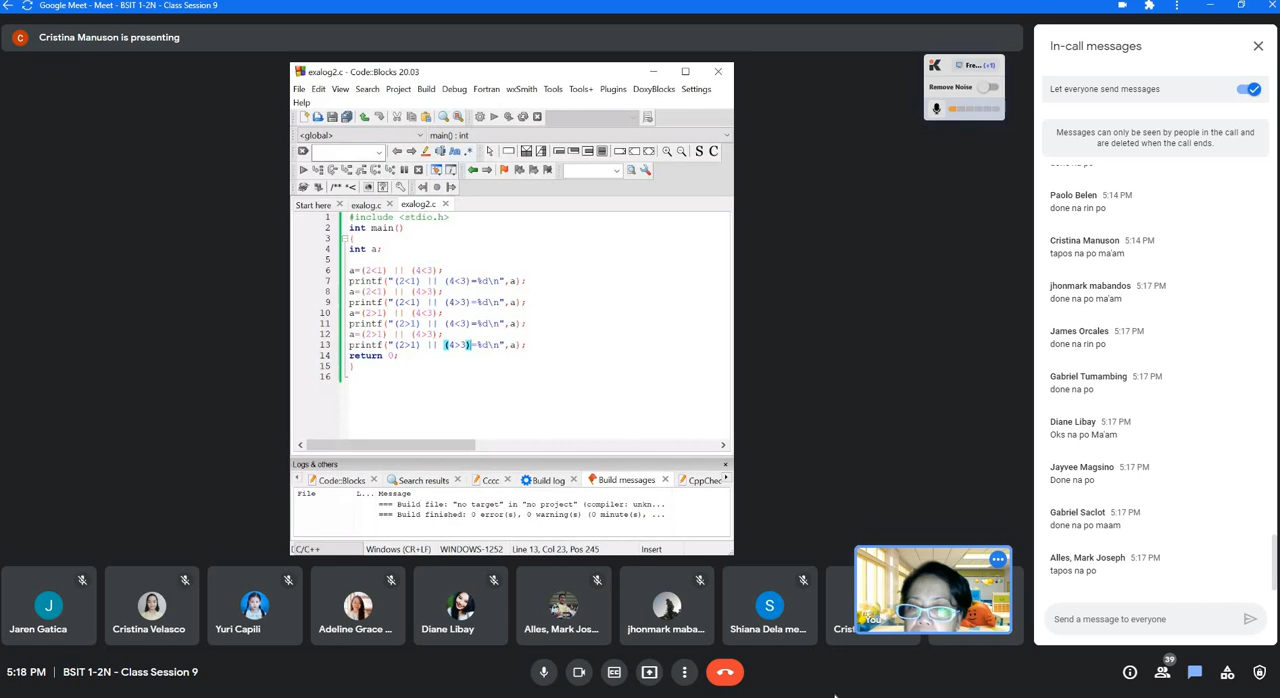 Google Meet - Meet - BSIT 1-2N - Class Session 9
C Cristina Manuson is presenting
exalog2.c - Code::Blocks 20.03
File Edit View Search Project Build Debug Fortran wxSmith Tools Tools+ Plugins DoxyBlocks Settings
Help
<global> main() : int
S C
/** *<
Start here exalog.c exalog2.c
1 #include <stdio.h>
2 int main()
3 {
4 int a;
5
6 a=(2<1) || (4<3);
7 printf("(2<1) || (4<3)=%d\n",a);
8 a=(2<1) || (4>3);
9 printf("(2<1) || (4>3)=%d\n",a);
10 a=(2>1) || (4<3);
11 printf("(2>1) || (4<3)=%d\n",a);
12 a=(2>1) || (4>3);
13 printf("(2>1) || (4>3)=%d\n",a);
14 return 0;
15 }
16
Logs & others
Code::Blocks Search results Cccc Build log Build messages CppChec
File L... Message
=== Build file: "no target" in "no project" (compiler: unkn...
=== Build finished: 0 error(s), 0 warning(s) (0 minute(s), ...
C/C++ Windows (CR+LF) WINDOWS-1252 Line 13, Col 23, Pos 245 Insert
K Fre... (x1)
Remove Noise
In-call messages
Let everyone send messages
Messages can only be seen by people in the call and
are deleted when the call ends.
done na po
Paolo Belen 5:14 PM
done na rin po
Cristina Manuson 5:14 PM
tapos na po ma'am
jhonmark mabandos 5:17 PM
done na po ma'am
James Orcales 5:17 PM
done na rin po
Gabriel Tumambing 5:17 PM
done na po
Diane Libay 5:17 PM
Oks na po Ma'am
Jayvee Magsino 5:17 PM
Done na po
Gabriel Saclot 5:17 PM
done na po maam
Alles, Mark Joseph 5:17 PM
tapos na po
Send a message to everyone
J S
Jaren Gatica Cristina Velasco Yuri Capili Adeline Grace ... Diane Libay Alles, Mark Jos... jhonmark maba... Shiana Dela me... Crist You
5:18 PM | BSIT 1-2N - Class Session 9
39